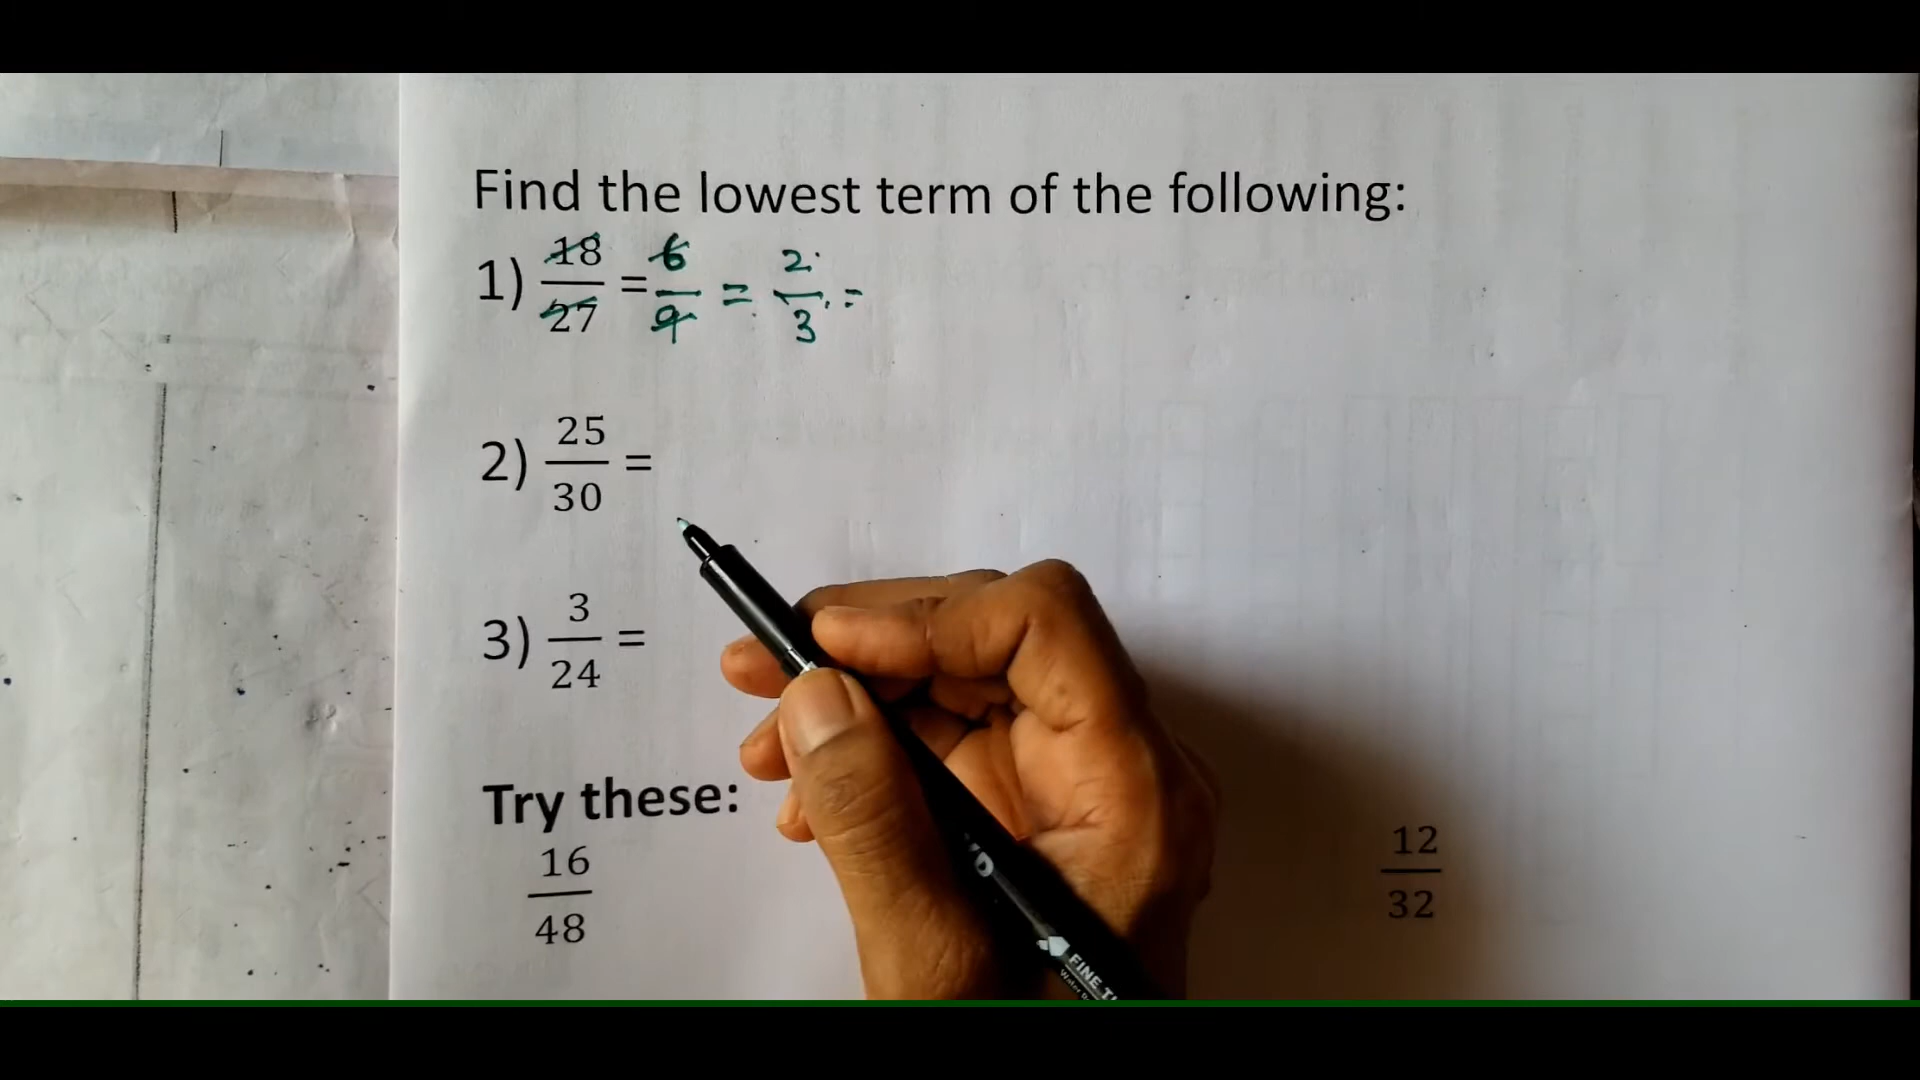 Find the lowest term of the following:
1) 18/27 = 6/9 = 2/3 =
2) 25/30 =
3) 3/24 =
Try these:
16/48 12/32
FINE